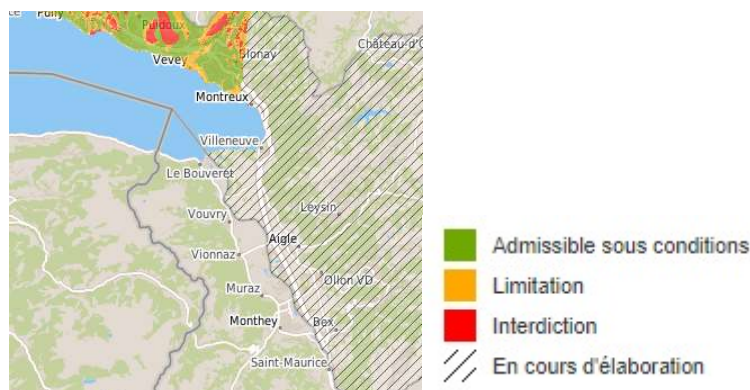 Pully
Puidoux
Château-d'
Vevey
Blonay
Montreux
Villeneuve
Le Bouveret
Vouvry
Leysin
Aigle
Vionnaz
Ollon VD
Muraz
Monthey
Bex
Saint-Maurice
Admissible sous conditions
Limitation
Interdiction
En cours d'élaboration